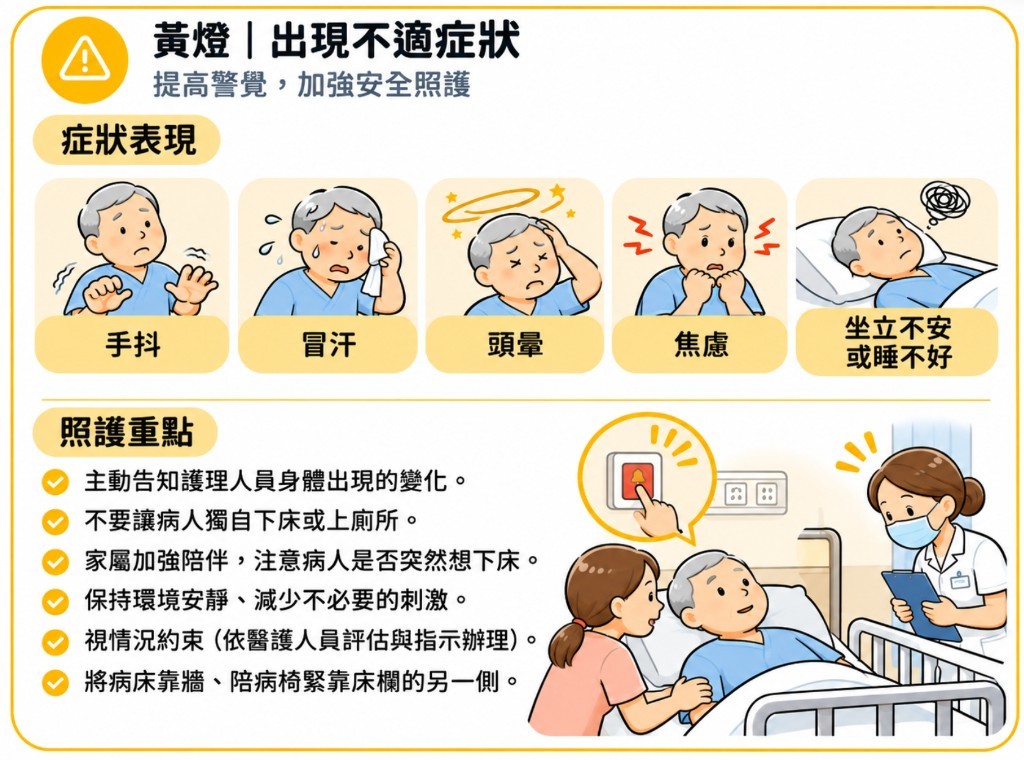 黃燈｜出現不適症狀
提高警覺，加強安全照護
症狀表現
手抖
冒汗
頭暈
焦慮
坐立不安
或睡不好
照護重點
主動告知護理人員身體出現的變化。
不要讓病人獨自下床或上廁所。
家屬加強陪伴，注意病人是否突然想下床。
保持環境安靜、減少不必要的刺激。
視情況約束（依醫護人員評估與指示辦理）。
將病床靠牆、陪病椅緊靠床欄的另一側。